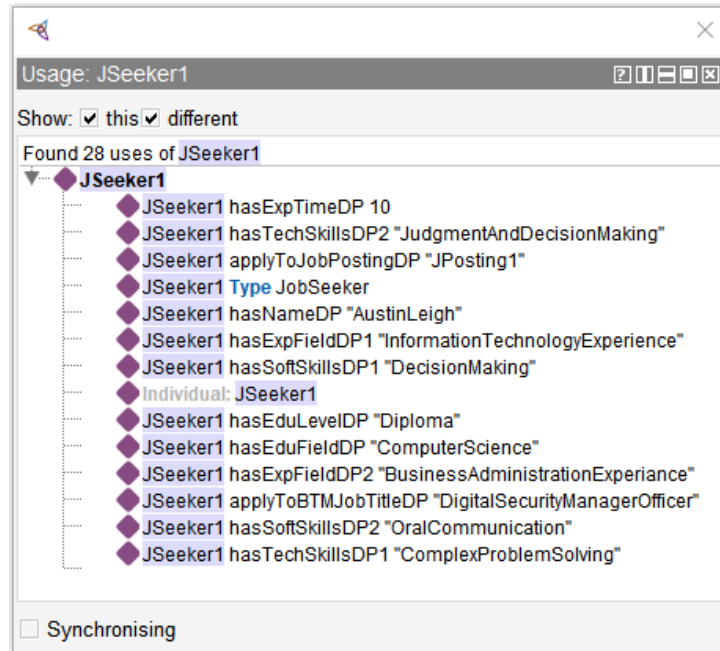 Usage: JSeeker1
Show: this different
Found 28 uses of JSeeker1
JSeeker1
JSeeker1 hasExpTimeDP 10
JSeeker1 hasTechSkillsDP2 "JudgmentAndDecisionMaking"
JSeeker1 applyToJobPostingDP "JPosting1"
JSeeker1 Type JobSeeker
JSeeker1 hasNameDP "AustinLeigh"
JSeeker1 hasExpFieldDP1 "InformationTechnologyExperience"
JSeeker1 hasSoftSkillsDP1 "DecisionMaking"
Individual: JSeeker1
JSeeker1 hasEduLevelDP "Diploma"
JSeeker1 hasEduFieldDP "ComputerScience"
JSeeker1 hasExpFieldDP2 "BusinessAdministrationExperiance"
JSeeker1 applyToBTMJobTitleDP "DigitalSecurityManagerOfficer"
JSeeker1 hasSoftSkillsDP2 "OralCommunication"
JSeeker1 hasTechSkillsDP1 "ComplexProblemSolving"
Synchronising